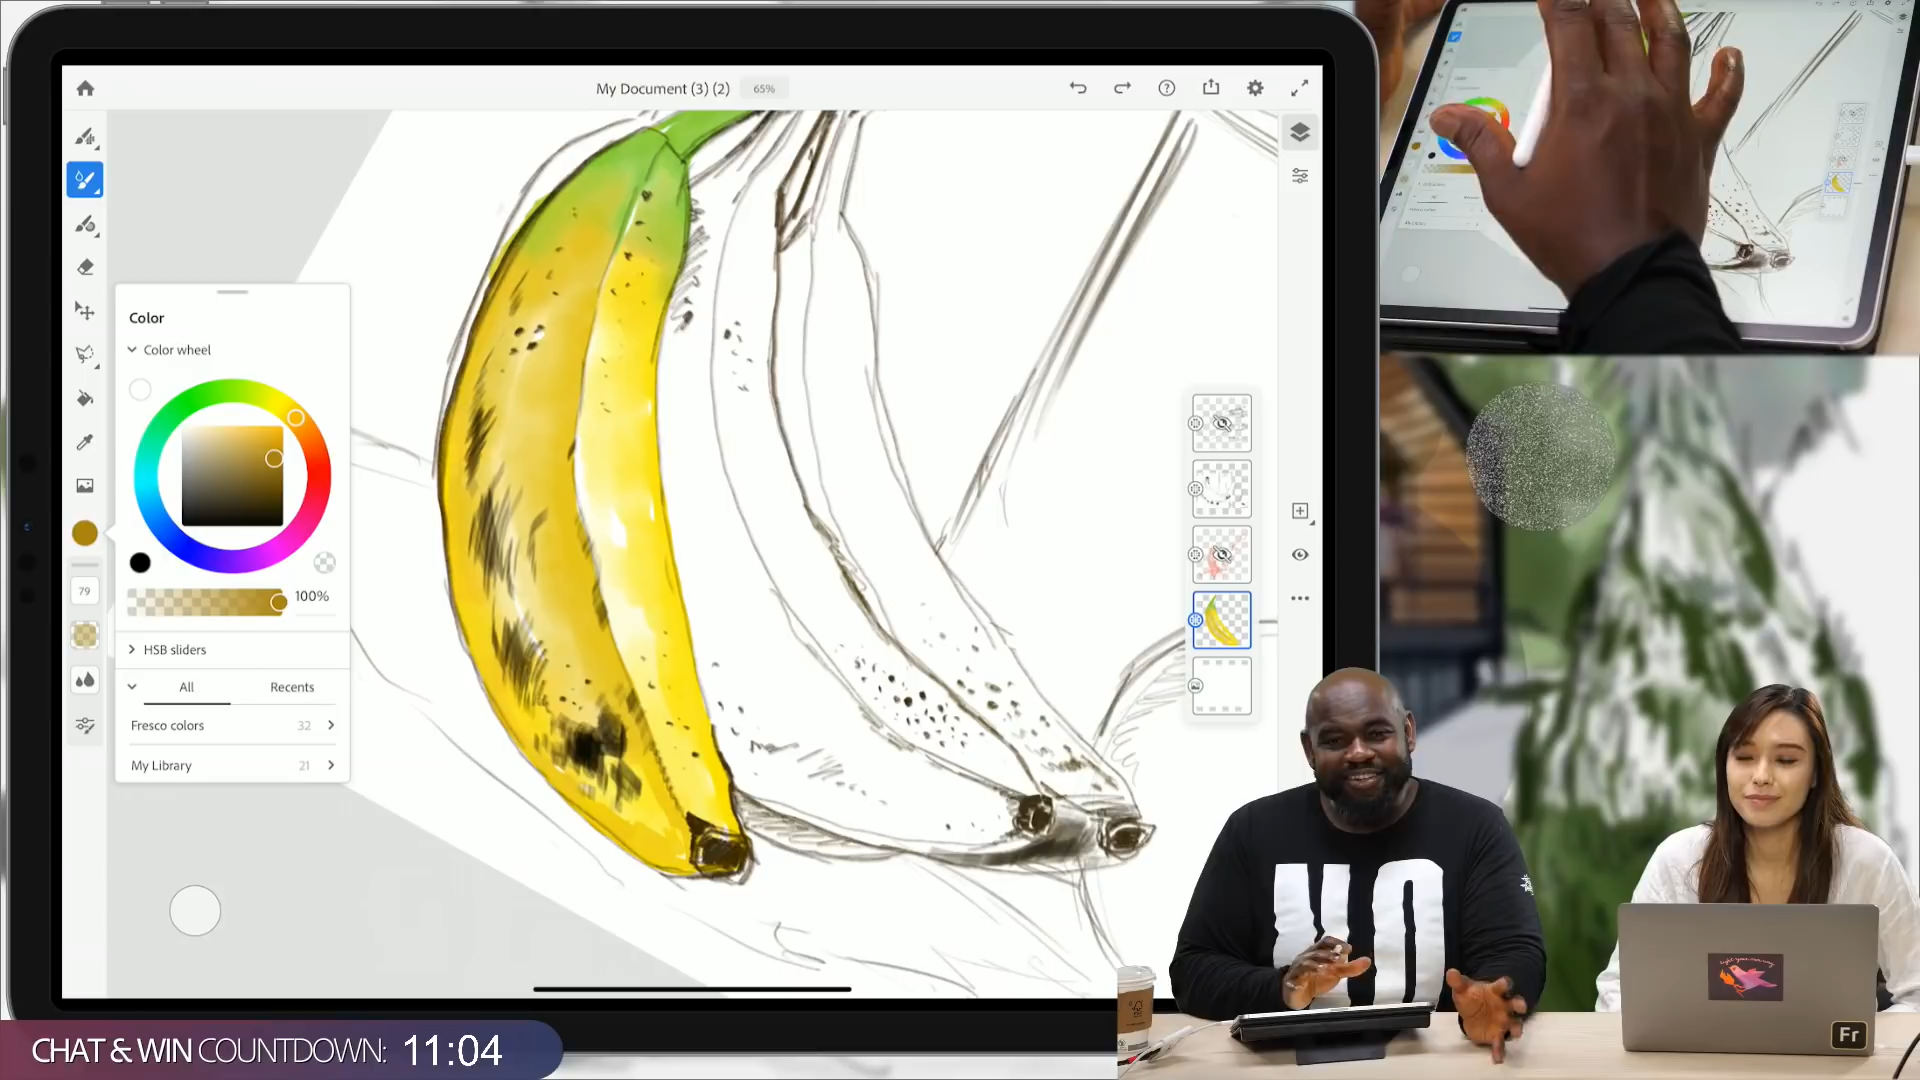 My Document (3) (2)
65%
Color
Color wheel
100%
HSB sliders
All
Recents
Fresco colors
32
My Library
21
79
NO
Fr
CHAT & WIN COUNTDOWN: 11:04